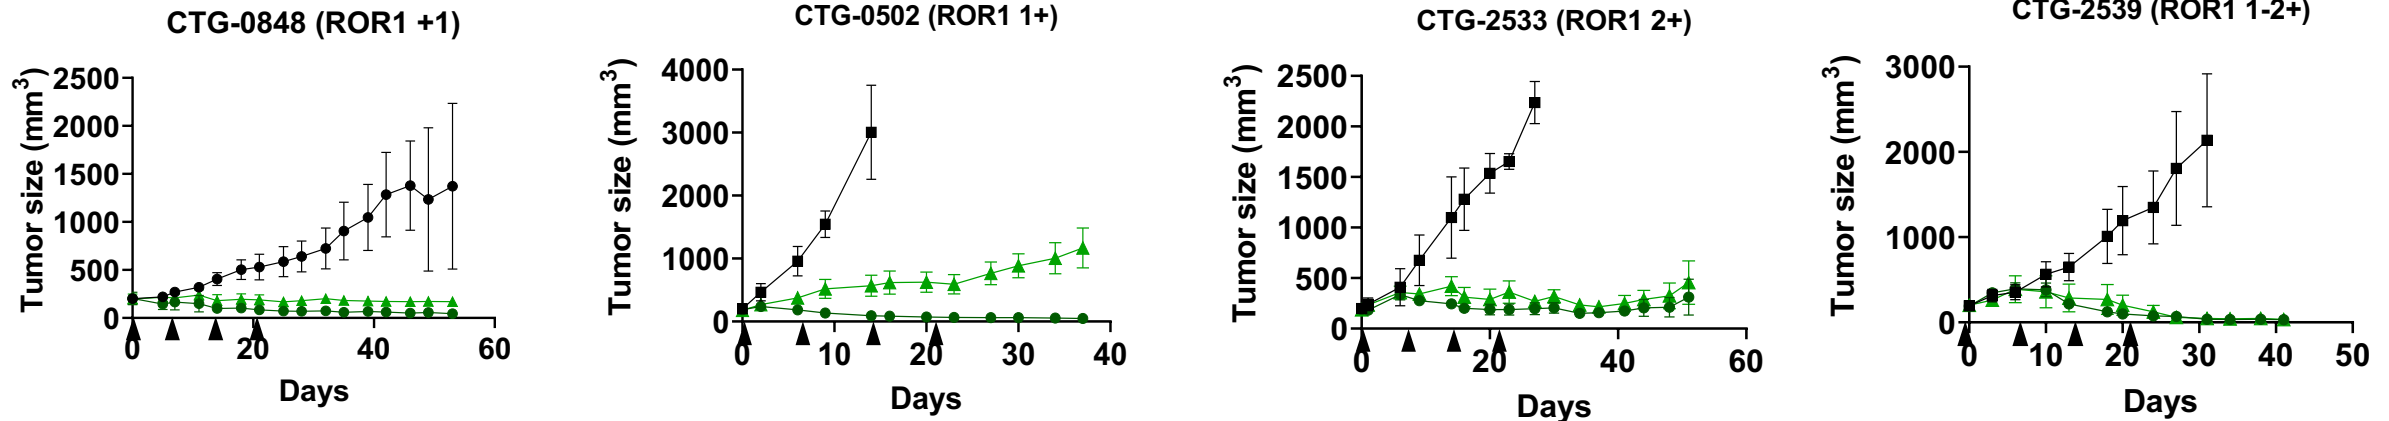 CTG-0848 (ROR1 +1)
Tumor size (mm³)
2500
2000
1500
1000
500
0
0 20 40 60
Days
CTG-0502 (ROR1 1+)
Tumor size (mm³)
4000
3000
2000
1000
0
0 10 20 30 40
Days
CTG-2533 (ROR1 2+)
Tumor size (mm³)
2500
2000
1500
1000
500
0
0 20 40 60
Days
CTG-2539 (ROR1 1-2+)
Tumor size (mm³)
3000
2000
1000
0
0 10 20 30 40 50
Days